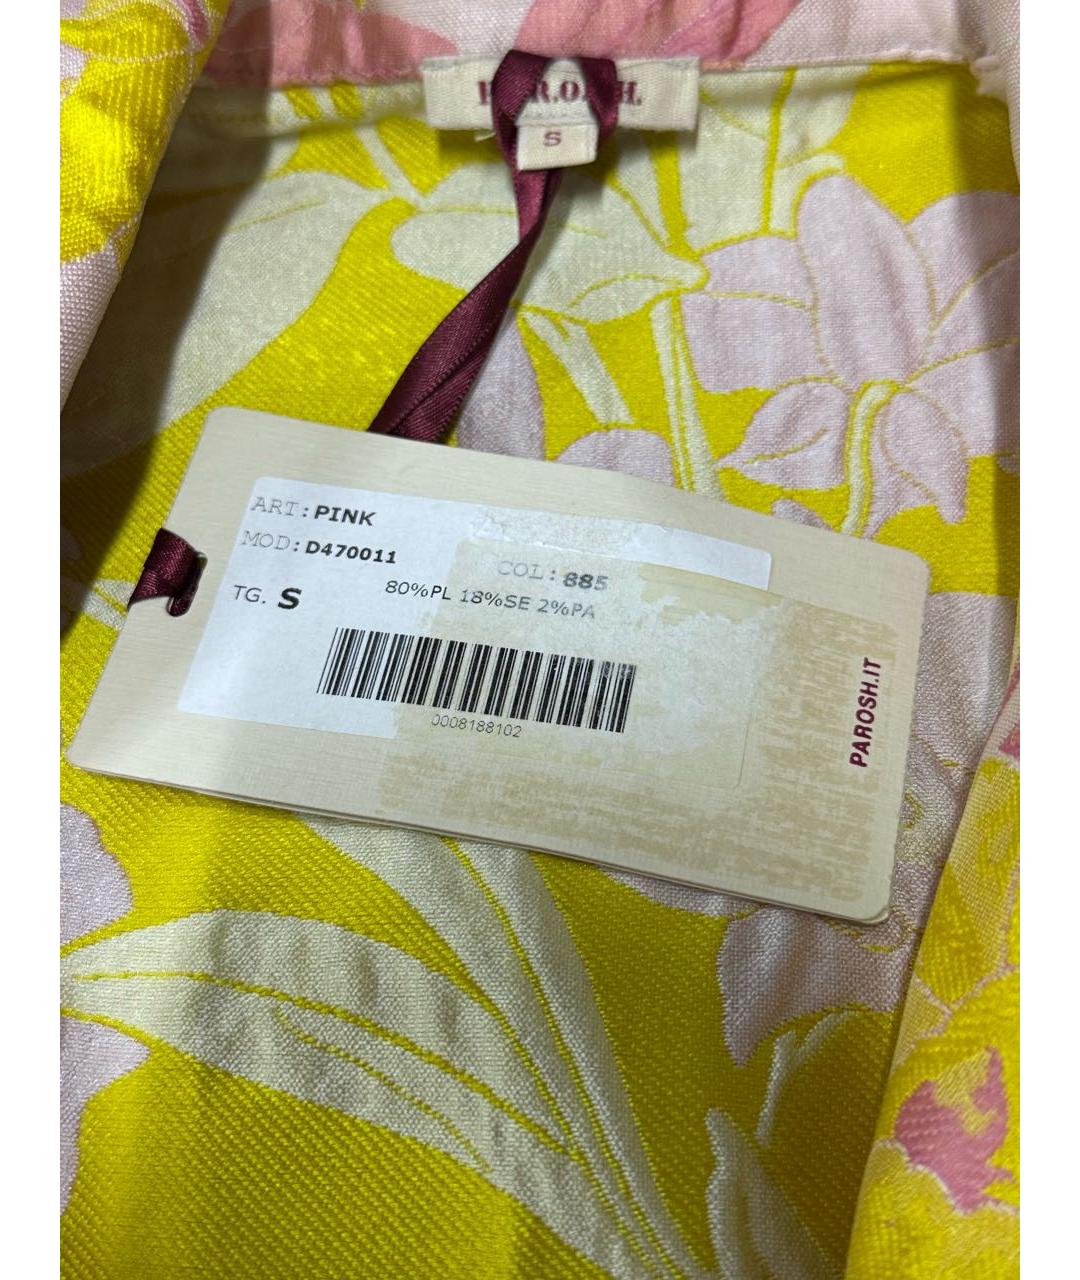 S
ART: PINK
MOD: D470011
COL: 885
TG. S
80%PL 18%SE 2%PA
0008188102
PAROSH.IT